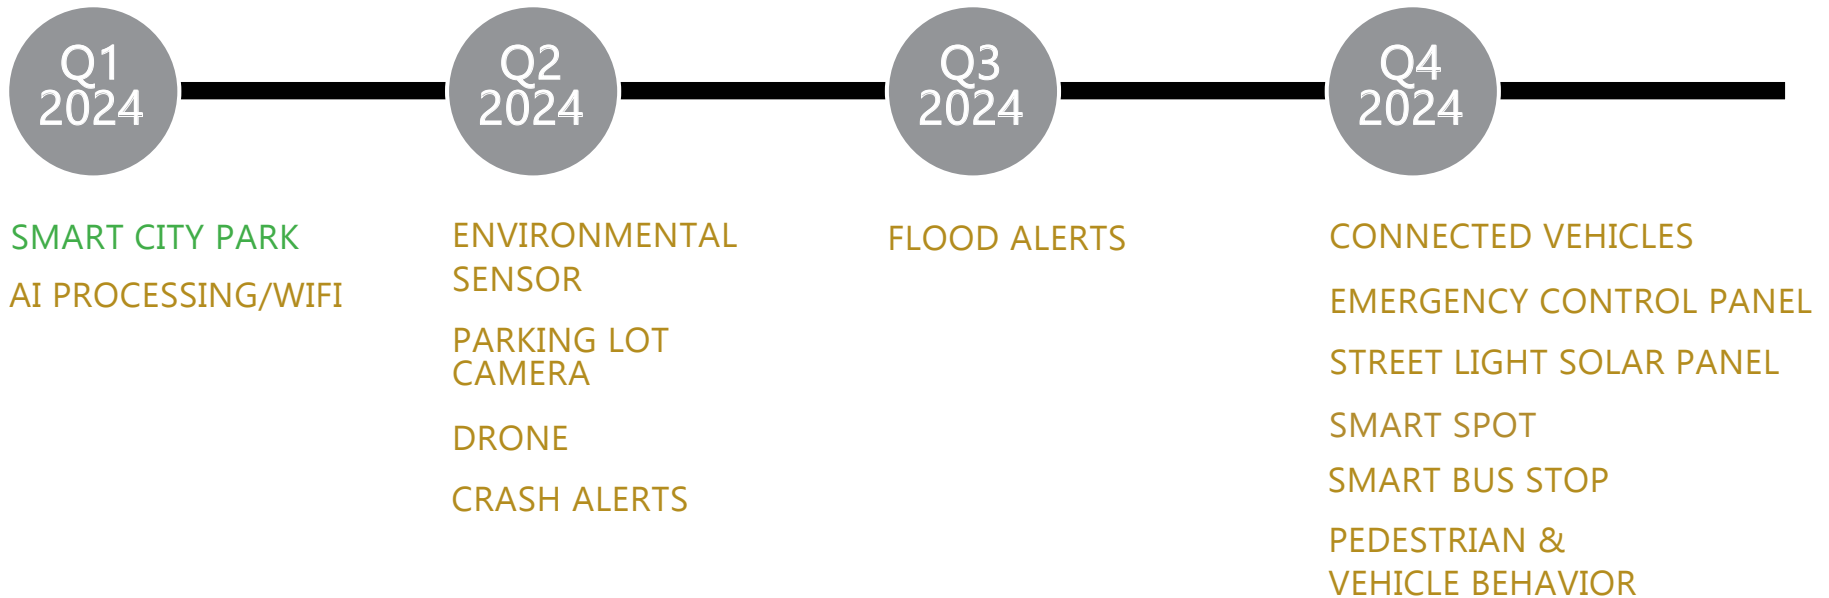 Q1
2024
Q2
2024
Q3
2024
Q4
2024
SMART CITY PARK
AI PROCESSING/WIFI
ENVIRONMENTAL
SENSOR
PARKING LOT
CAMERA
DRONE
CRASH ALERTS
FLOOD ALERTS
CONNECTED VEHICLES
EMERGENCY CONTROL PANEL
STREET LIGHT SOLAR PANEL
SMART SPOT
SMART BUS STOP
PEDESTRIAN &
VEHICLE BEHAVIOR